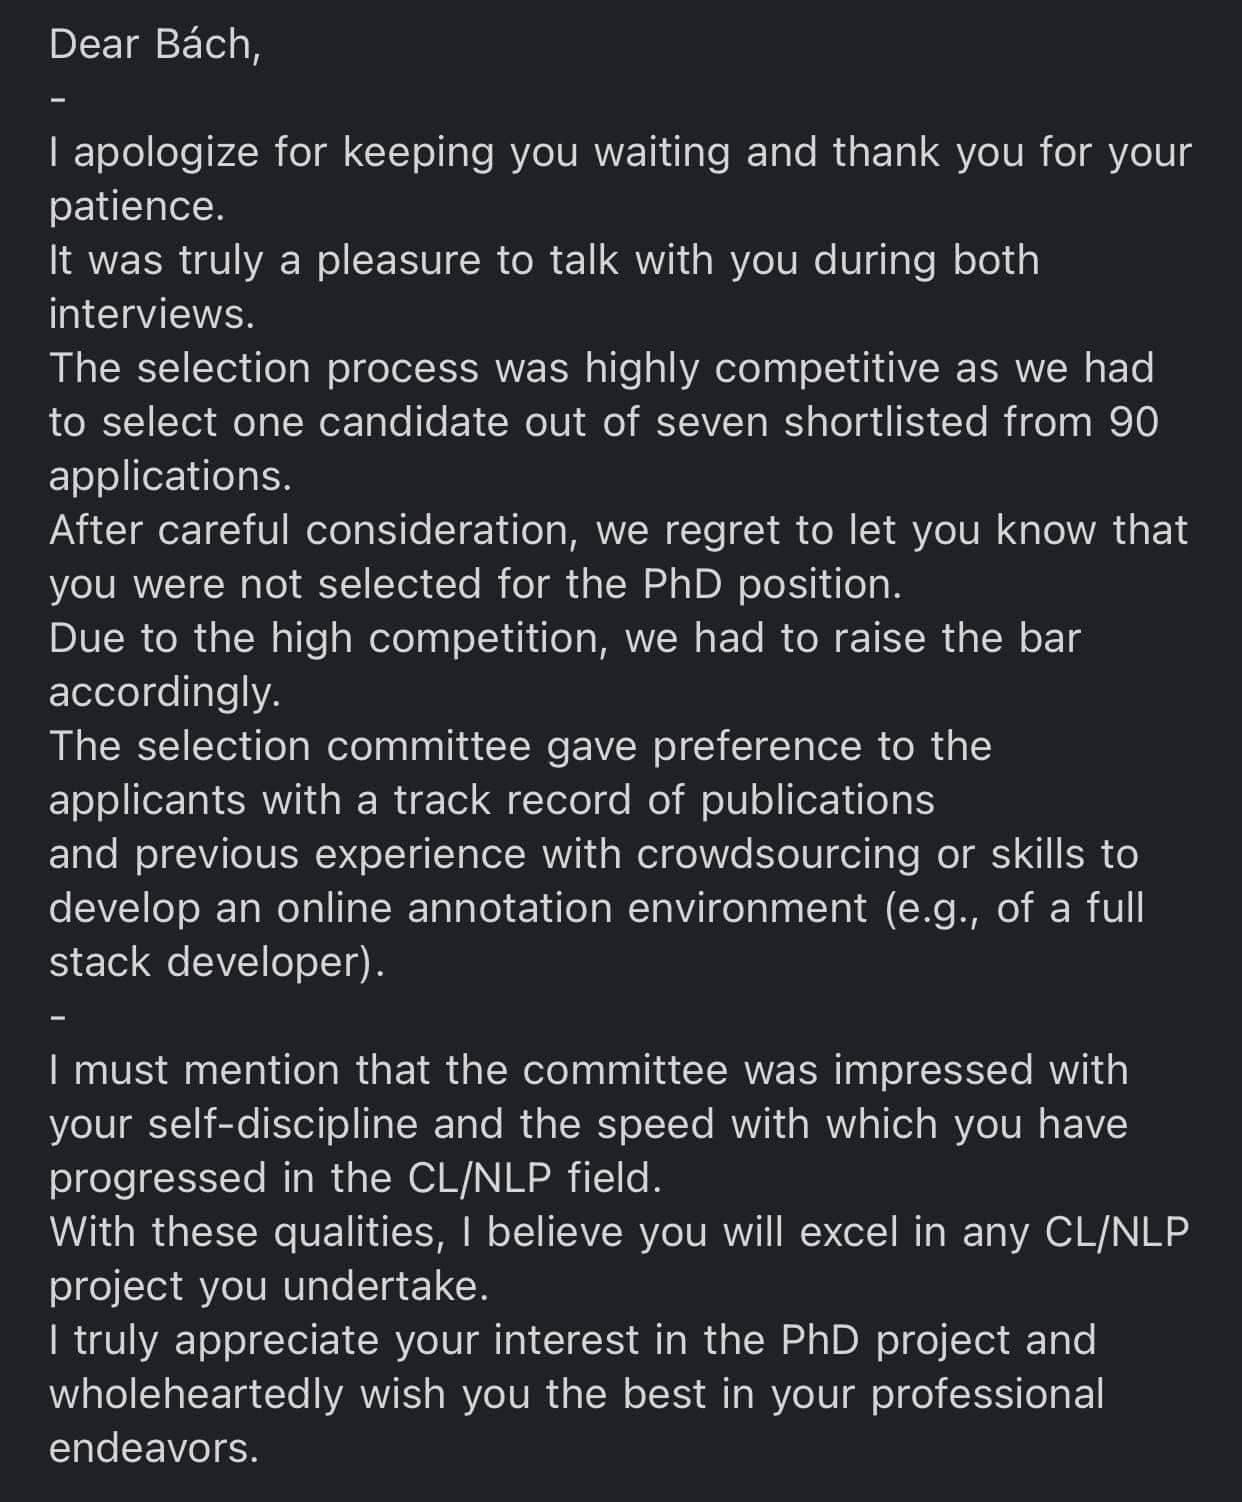 Dear Bách,
-
I apologize for keeping you waiting and thank you for your
patience.
It was truly a pleasure to talk with you during both
interviews.
The selection process was highly competitive as we had
to select one candidate out of seven shortlisted from 90
applications.
After careful consideration, we regret to let you know that
you were not selected for the PhD position.
Due to the high competition, we had to raise the bar
accordingly.
The selection committee gave preference to the
applicants with a track record of publications
and previous experience with crowdsourcing or skills to
develop an online annotation environment (e.g., of a full
stack developer).
-
I must mention that the committee was impressed with
your self-discipline and the speed with which you have
progressed in the CL/NLP field.
With these qualities, I believe you will excel in any CL/NLP
project you undertake.
I truly appreciate your interest in the PhD project and
wholeheartedly wish you the best in your professional
endeavors.